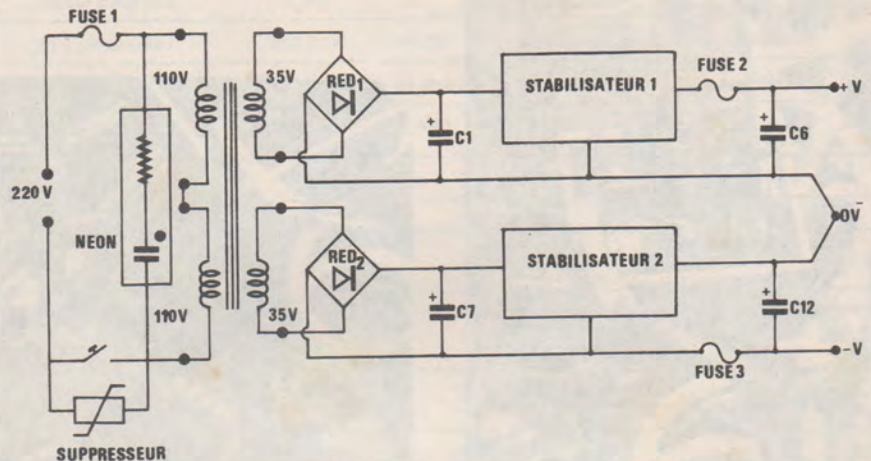 FUSE 1
110V
35V
RED1
STABILISATEUR 1
FUSE 2
+V
+
C1
+
C6
220 V
NEON
0V
RED2
STABILISATEUR 2
+
C7
+
C12
110V
35V
FUSE 3
-V
SUPPRESSEUR